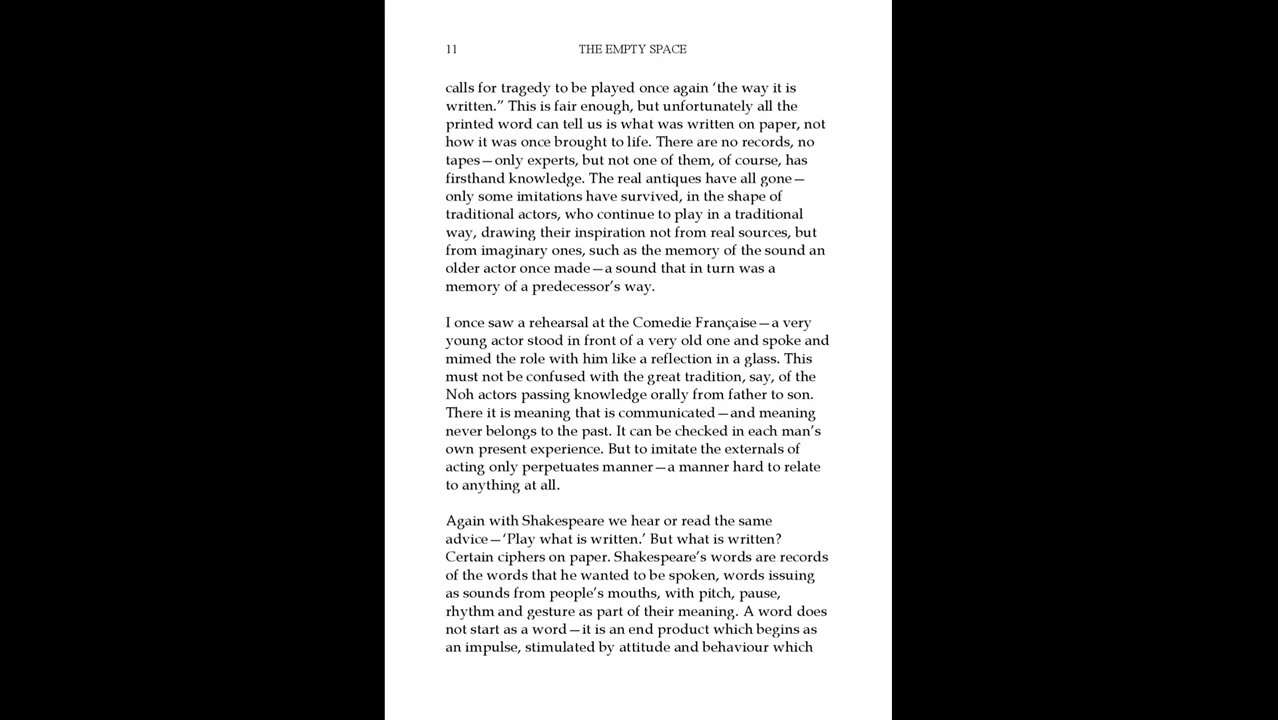 11 THE EMPTY SPACE
calls for tragedy to be played once again ‘the way it is
written.” This is fair enough, but unfortunately all the
printed word can tell us is what was written on paper, not
how it was once brought to life. There are no records, no
tapes—only experts, but not one of them, of course, has
firsthand knowledge. The real antiques have all gone—
only some imitations have survived, in the shape of
traditional actors, who continue to play in a traditional
way, drawing their inspiration not from real sources, but
from imaginary ones, such as the memory of the sound an
older actor once made—a sound that in turn was a
memory of a predecessor’s way.
I once saw a rehearsal at the Comedie Française—a very
young actor stood in front of a very old one and spoke and
mimed the role with him like a reflection in a glass. This
must not be confused with the great tradition, say, of the
Noh actors passing knowledge orally from father to son.
There it is meaning that is communicated—and meaning
never belongs to the past. It can be checked in each man’s
own present experience. But to imitate the externals of
acting only perpetuates manner—a manner hard to relate
to anything at all.
Again with Shakespeare we hear or read the same
advice—‘Play what is written.’ But what is written?
Certain ciphers on paper. Shakespeare’s words are records
of the words that he wanted to be spoken, words issuing
as sounds from people’s mouths, with pitch, pause,
rhythm and gesture as part of their meaning. A word does
not start as a word—it is an end product which begins as
an impulse, stimulated by attitude and behaviour which